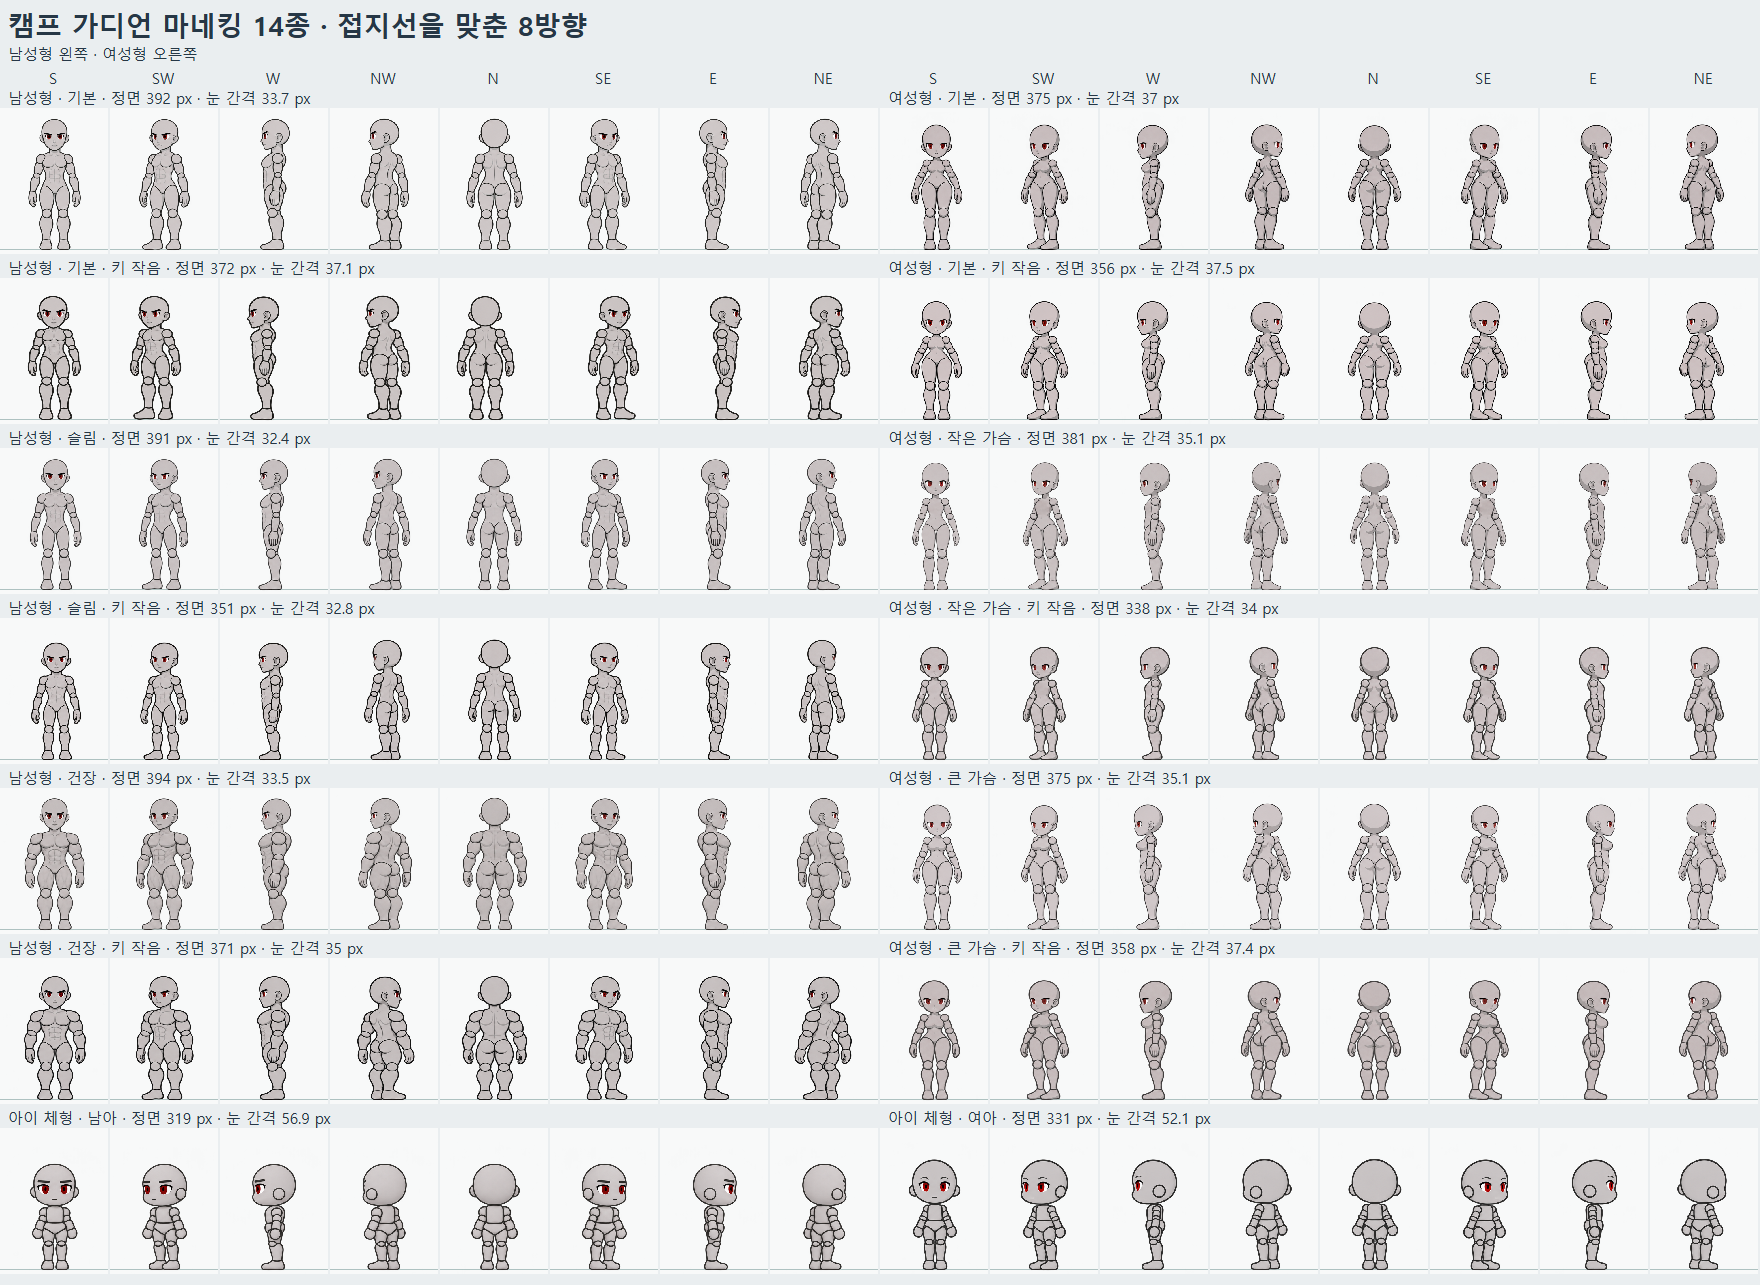 캠프 가디언 마네킹 14종 · 접지선을 맞춘 8방향
남성형 왼쪽 · 여성형 오른쪽
S SW W NW N SE E NE S SW W NW N SE E NE
남성형 · 기본 · 정면 392 px · 눈 간격 33.7 px
여성형 · 기본 · 정면 375 px · 눈 간격 37 px
남성형 · 기본 · 키 작음 · 정면 372 px · 눈 간격 37.1 px
여성형 · 기본 · 키 작음 · 정면 356 px · 눈 간격 37.5 px
남성형 · 슬림 · 정면 391 px · 눈 간격 32.4 px
여성형 · 작은 가슴 · 정면 381 px · 눈 간격 35.1 px
남성형 · 슬림 · 키 작음 · 정면 351 px · 눈 간격 32.8 px
여성형 · 작은 가슴 · 키 작음 · 정면 338 px · 눈 간격 34 px
남성형 · 건장 · 정면 394 px · 눈 간격 33.5 px
여성형 · 큰 가슴 · 정면 375 px · 눈 간격 35.1 px
남성형 · 건장 · 키 작음 · 정면 371 px · 눈 간격 35 px
여성형 · 큰 가슴 · 키 작음 · 정면 358 px · 눈 간격 37.4 px
아이 체형 · 남아 · 정면 319 px · 눈 간격 56.9 px
아이 체형 · 여아 · 정면 331 px · 눈 간격 52.1 px